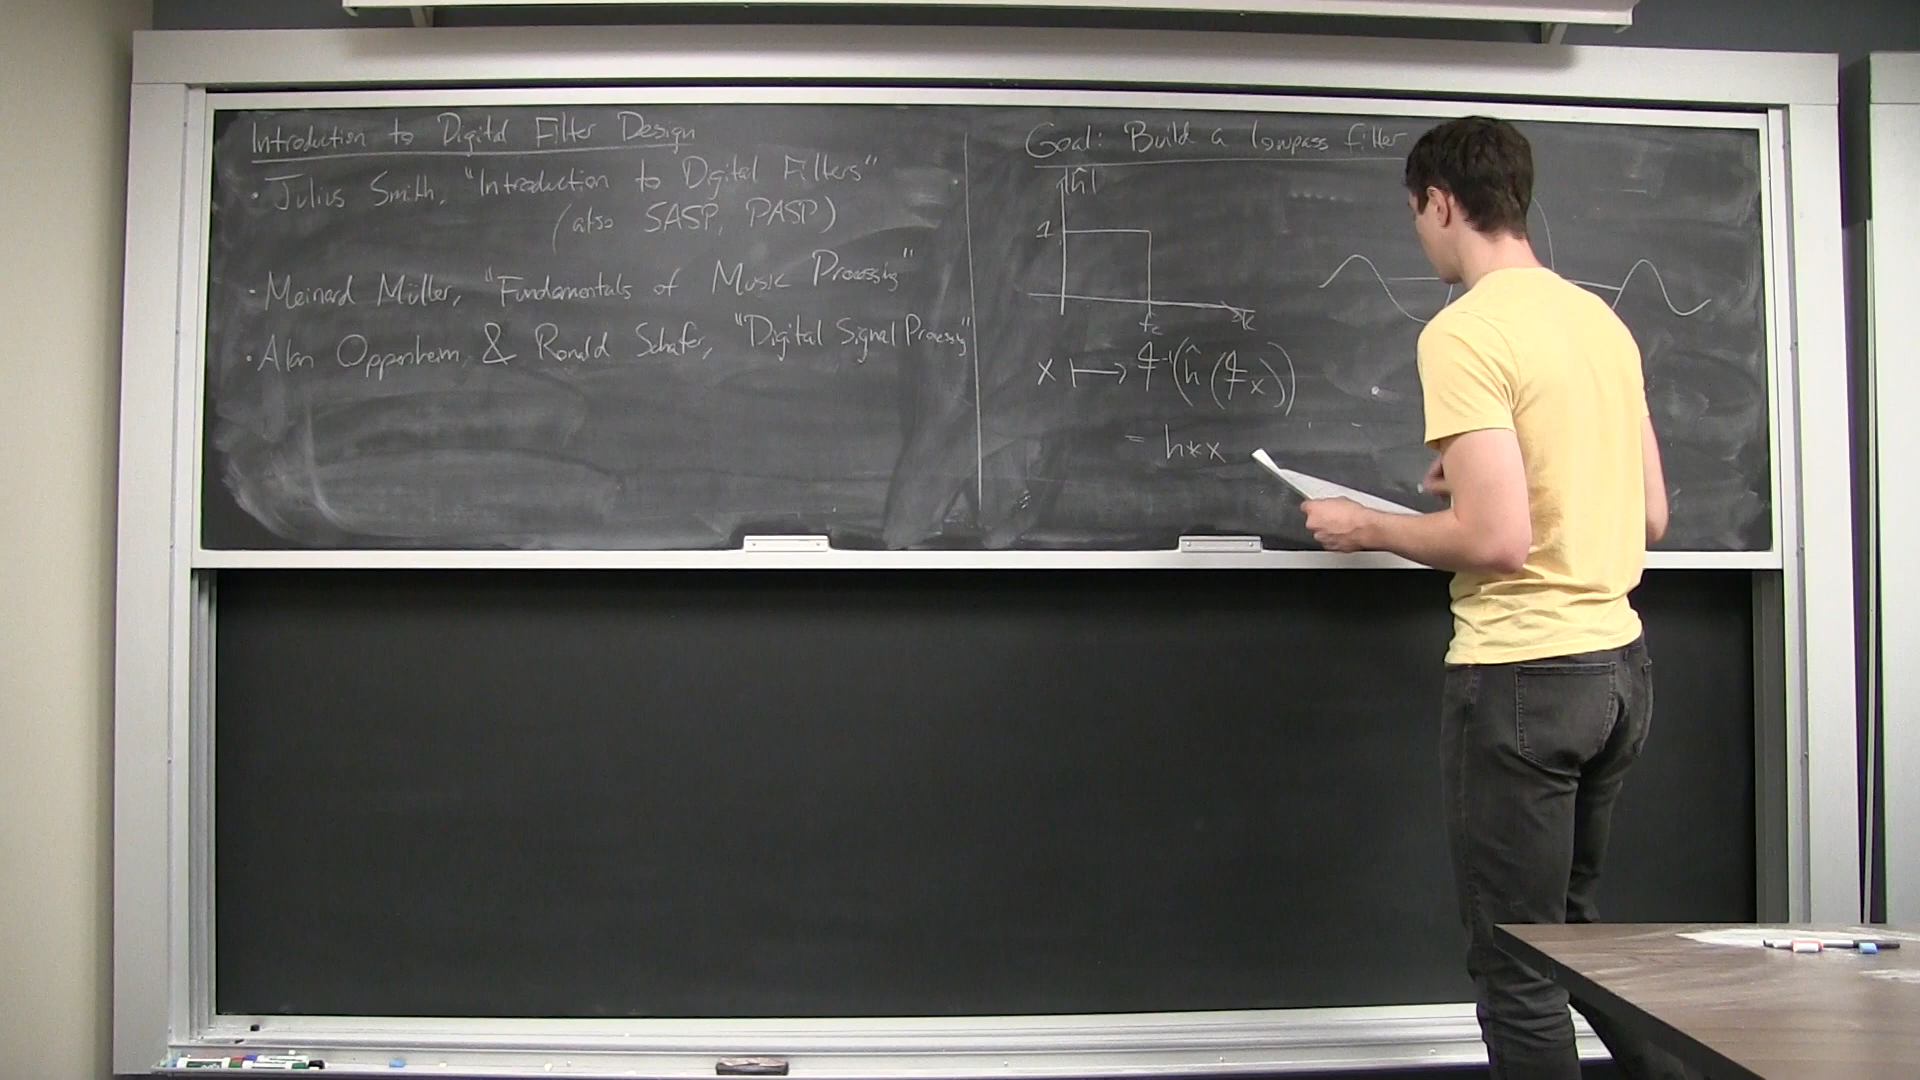 Introduction to Digital Filter Design
• Julius Smith, "Introduction to Digital Filters"
(also SASP, PASP)
• Meinard Müller, "Fundamentals of Music Processing"
• Alan Oppenheim & Ronald Schafer, "Digital Signal Processing"
Goal: Build a lowpass filter
|ĥ|
1
f_c
x ↦ ℱ⁻¹(ĥ(ℱx))
= h*x